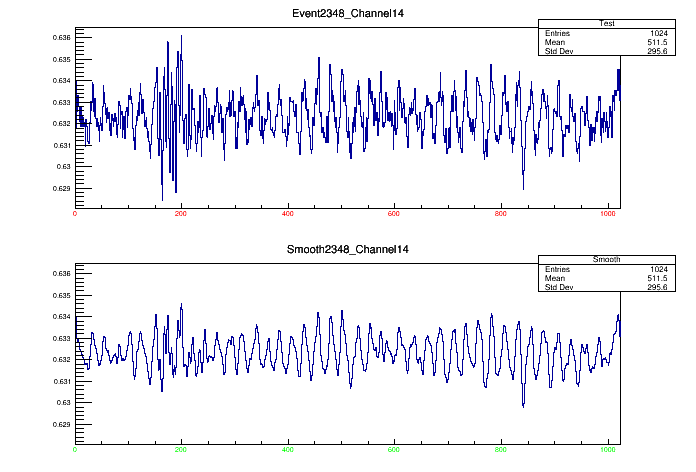 Event2348_Channel14
Test
Entries 1024
Mean 511.5
Std Dev 295.6
0.636
0.635
0.634
0.633
0.632
0.631
0.63
0.629
0 200 400 600 800 1000
Smooth2348_Channel14
Smooth
Entries 1024
Mean 511.5
Std Dev 295.6
0.636
0.635
0.634
0.633
0.632
0.631
0.63
0.629
0 200 400 600 800 1000